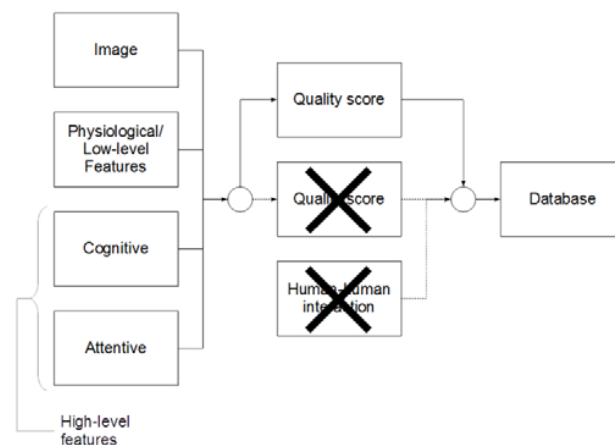 Image
Physiological/
Low-level
Features
Cognitive
Attentive
High-level
features
Quality score
Quality score
Human-human
interaction
Database